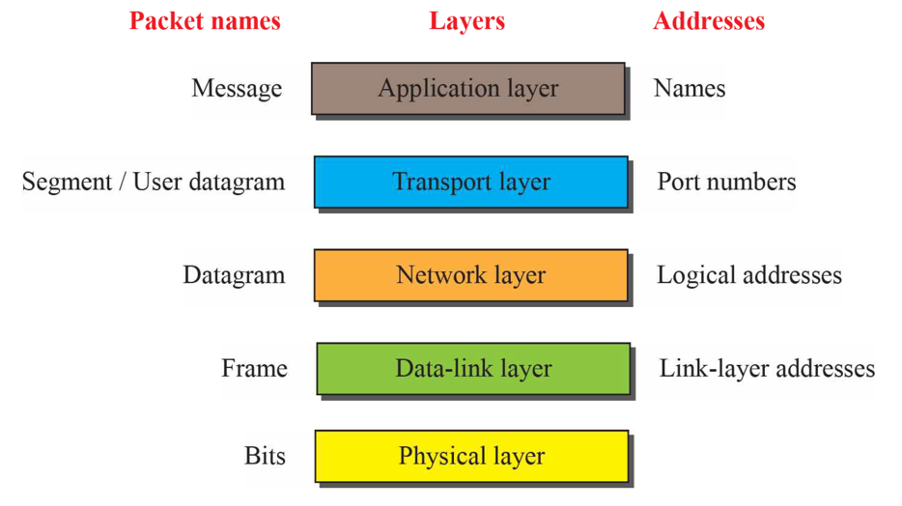 Packet names Layers Addresses
Message Application layer Names
Segment / User datagram Transport layer Port numbers
Datagram Network layer Logical addresses
Frame Data-link layer Link-layer addresses
Bits Physical layer